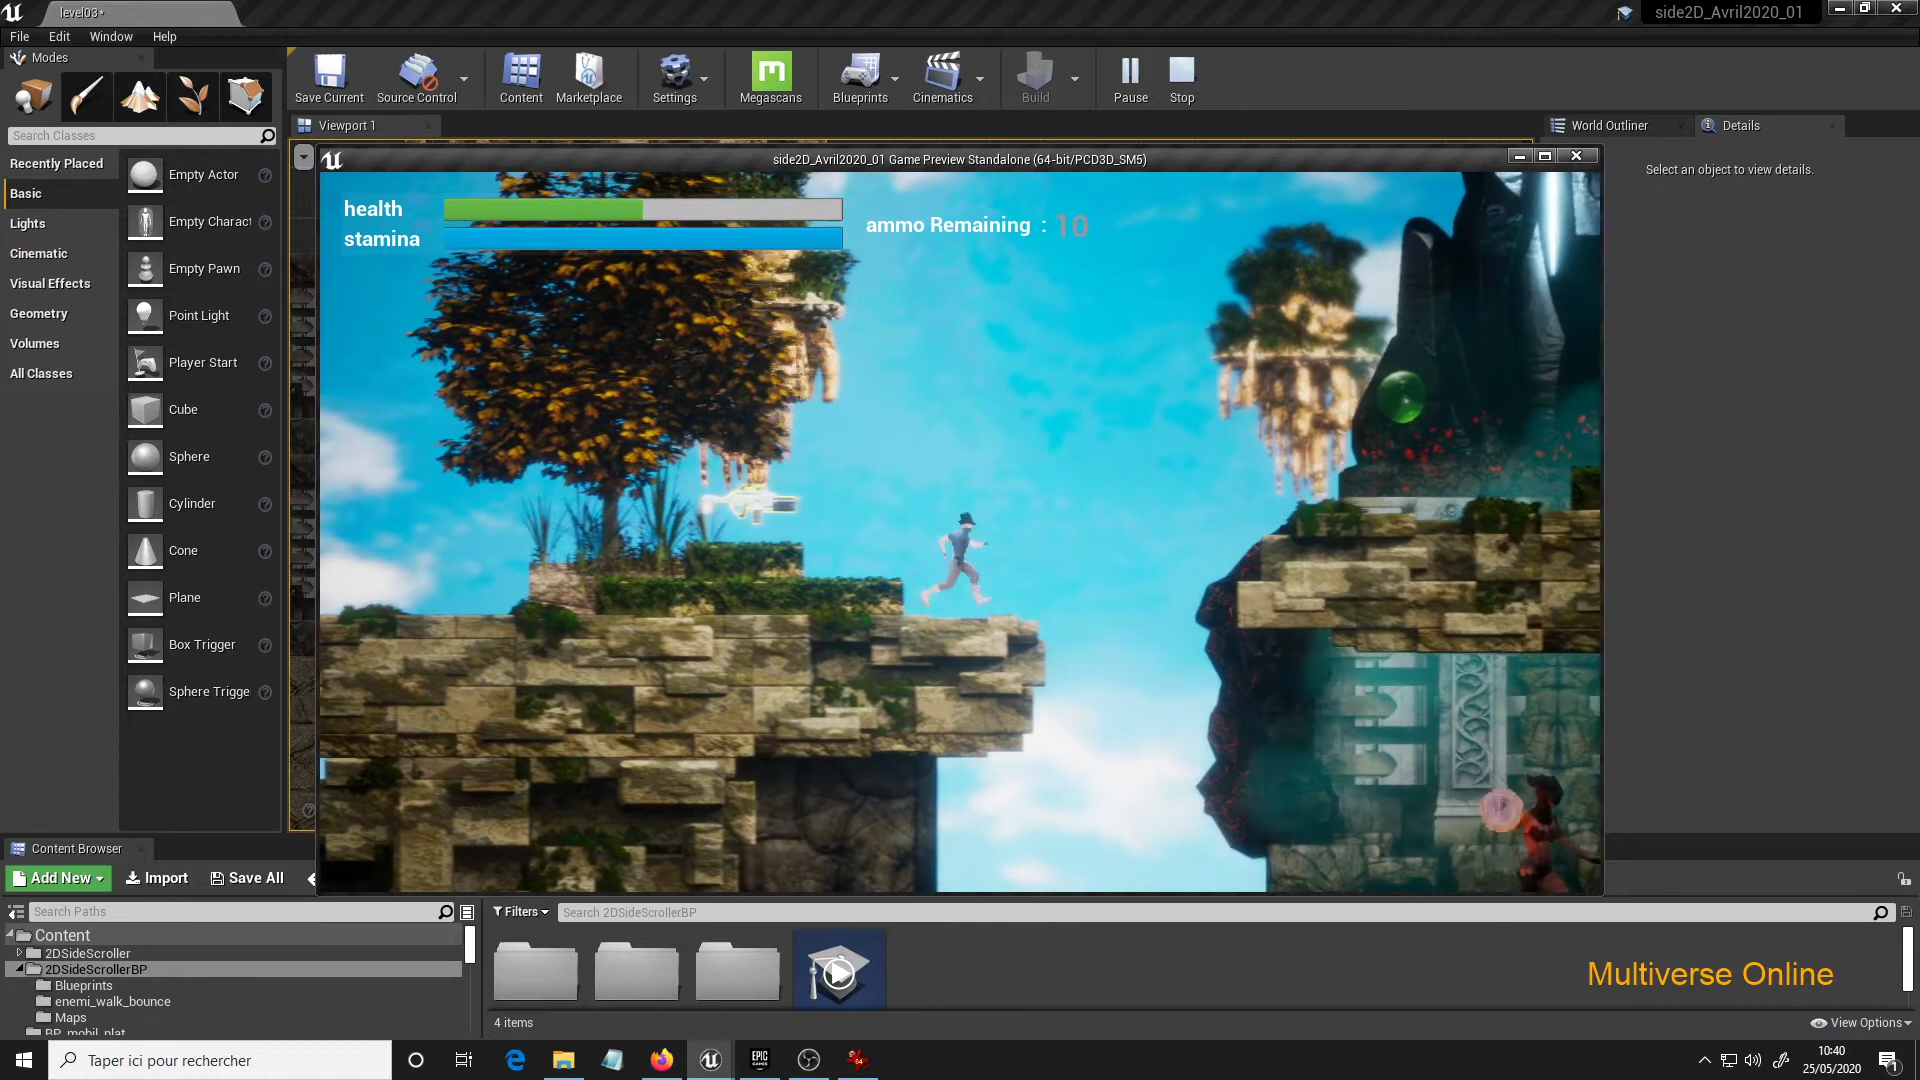 level03*
side2D_Avril2020_01
File Edit Window Help
Modes
Save Current
Source Control
Content
Marketplace
Settings
Megascans
Blueprints
Cinematics
Build
Pause
Stop
Search Classes
Viewport 1
World Outliner
Details
Recently Placed
Basic
Lights
Cinematic
Visual Effects
Geometry
Volumes
All Classes
Empty Actor
Empty Charact
Empty Pawn
Point Light
Player Start
Cube
Sphere
Cylinder
Cone
Plane
Box Trigger
Sphere Trigge
side2D_Avril2020_01 Game Preview Standalone (64-bit/PCD3D_SM5)
Select an object to view details.
health
stamina
ammo Remaining : 10
Content Browser
Add New
Import
Save All
Search Paths
Filters
Search 2DSideScrollerBP
Content
2DSideScroller
2DSideScrollerBP
Blueprints
enemi_walk_bounce
Maps
BP_mobil_plat
Multiverse Online
4 items
View Options
Taper ici pour rechercher
EPIC GAMES
10:40
25/05/2020
1